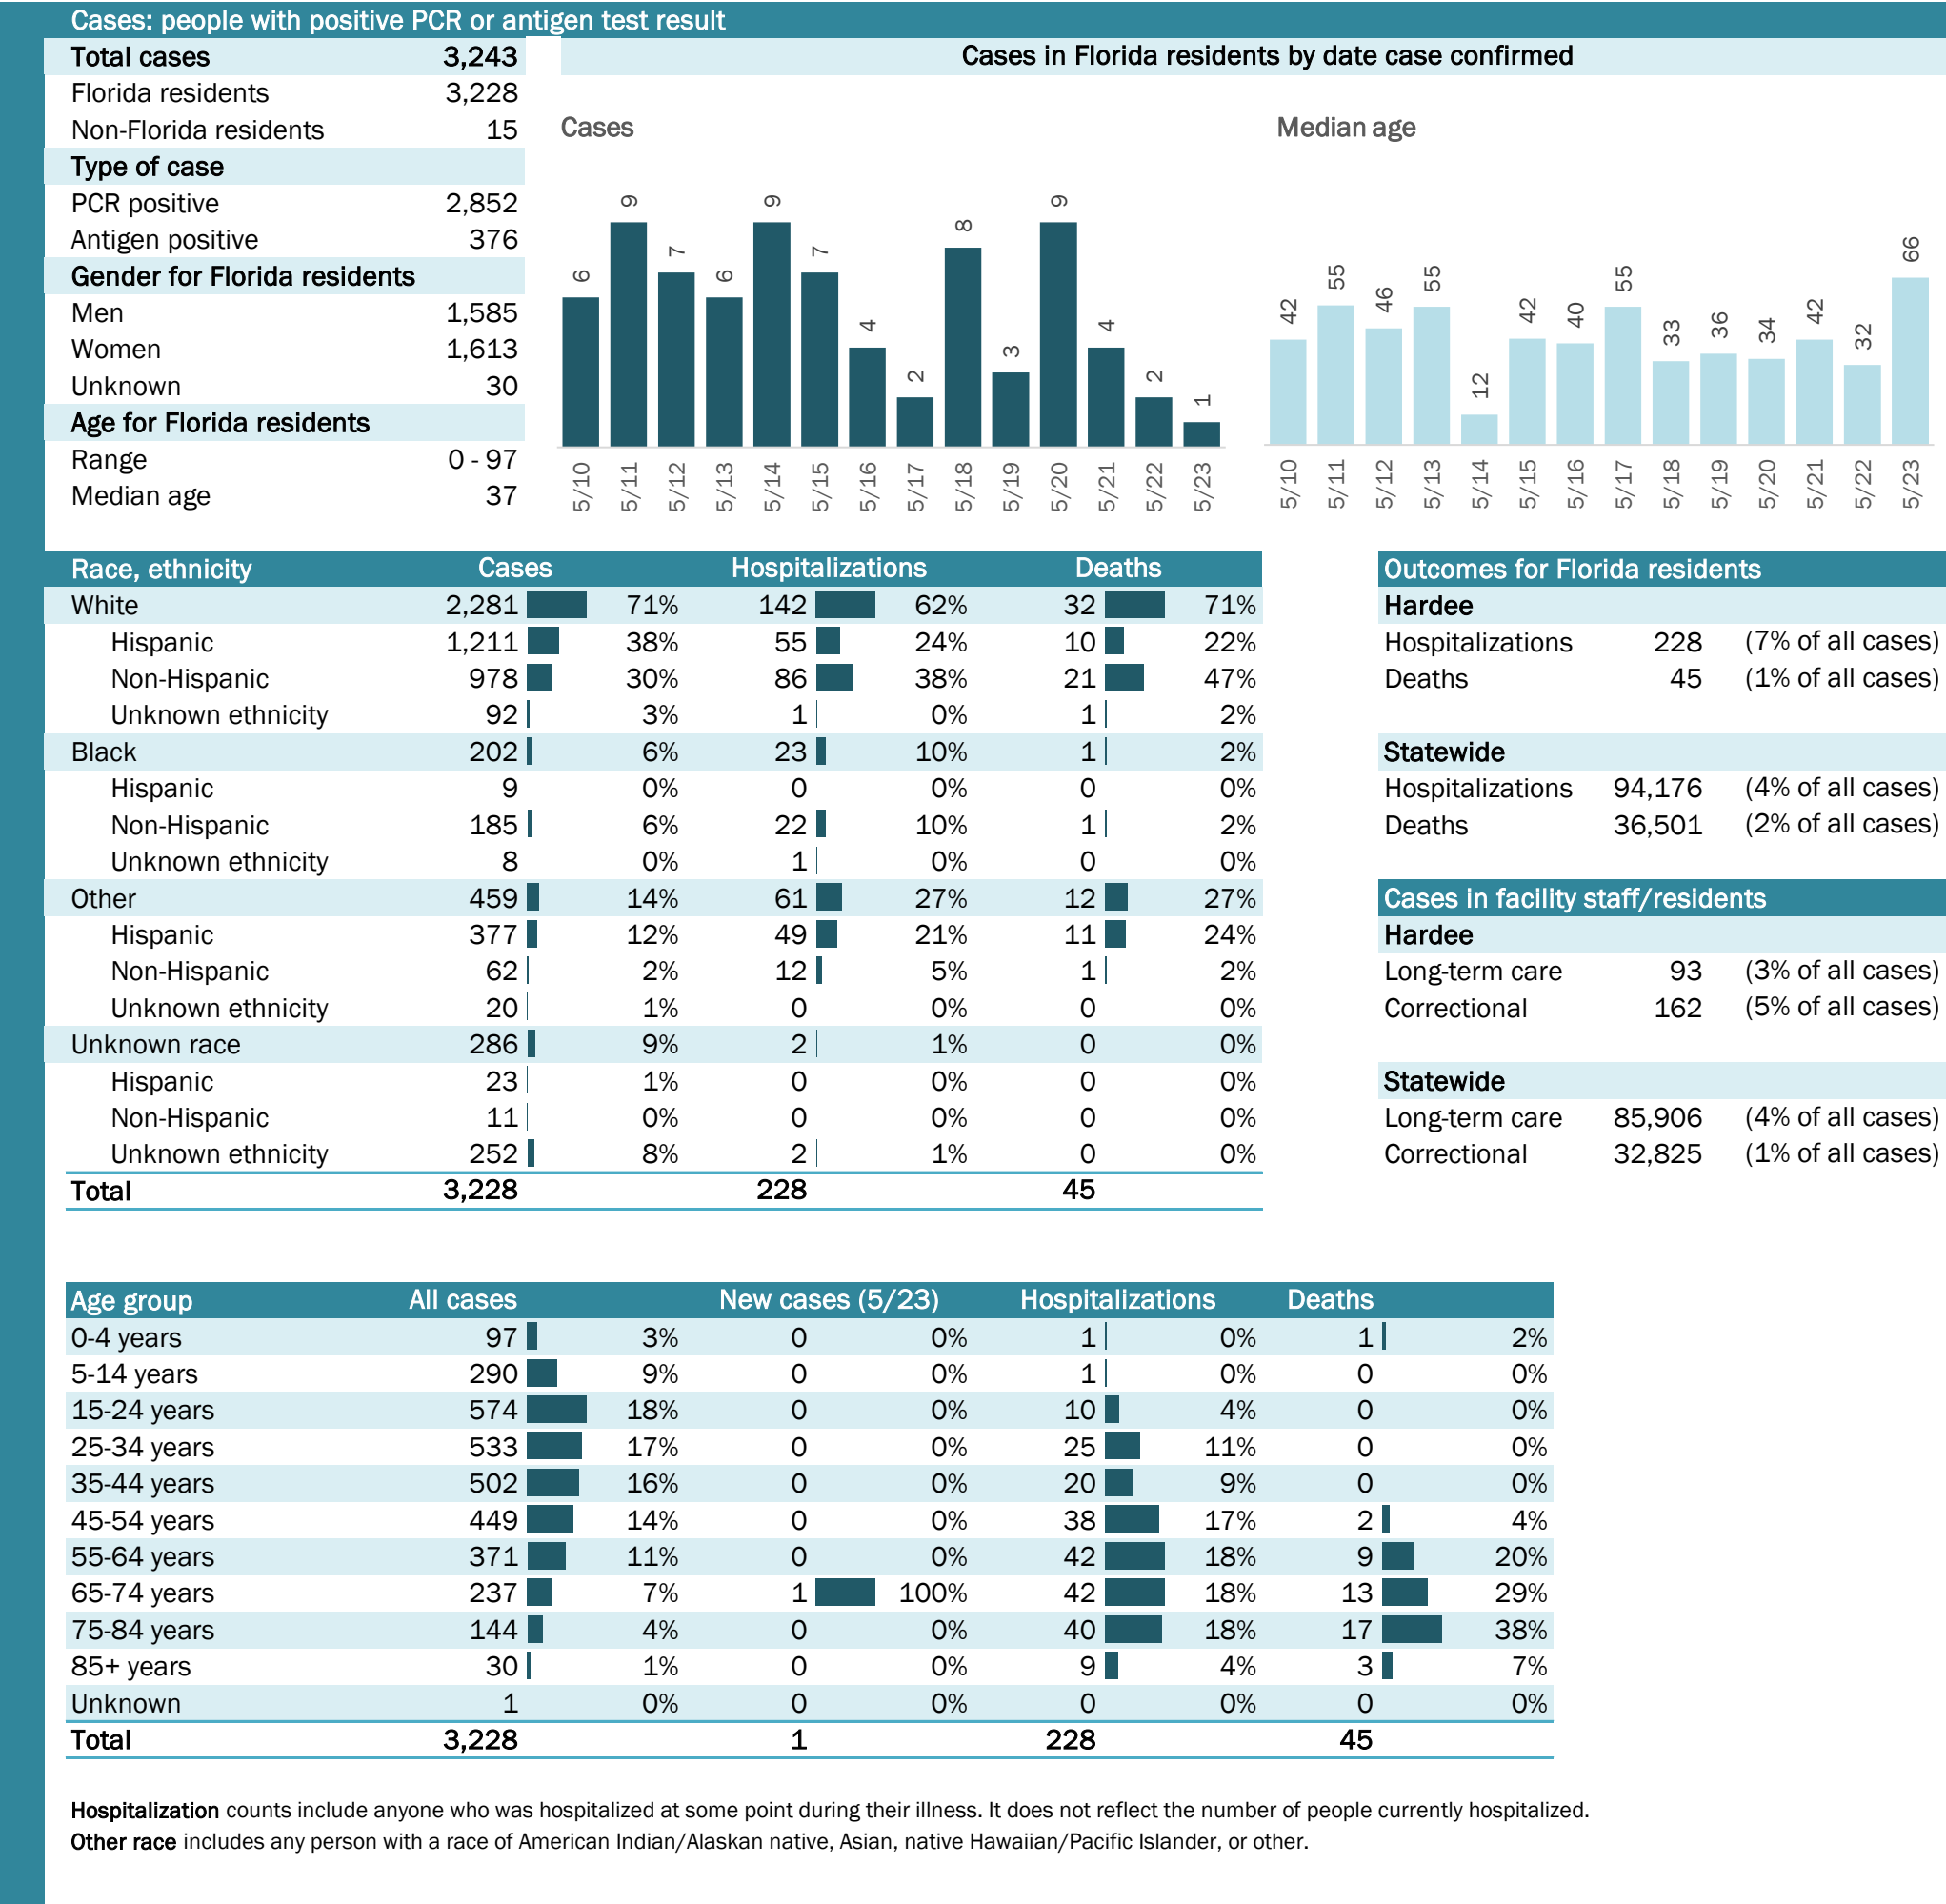 Cases: people with positive PCR or antigen test result
Total cases 3,243
Florida residents 3,228
Non-Florida residents 15
Type of case
PCR positive 2,852
Antigen positive 376
Gender for Florida residents
Men 1,585
Women 1,613
Unknown 30
Age for Florida residents
Range 0 - 97
Median age 37
Cases in Florida residents by date case confirmed
Cases
6 9 7 6 9 7 4 2 8 3 9 4 2 1
5/10 5/11 5/12 5/13 5/14 5/15 5/16 5/17 5/18 5/19 5/20 5/21 5/22 5/23
Median age
42 55 46 55 12 42 40 55 33 36 34 42 32 66
5/10 5/11 5/12 5/13 5/14 5/15 5/16 5/17 5/18 5/19 5/20 5/21 5/22 5/23
Race, ethnicity Cases Hospitalizations Deaths
White 2,281 71% 142 62% 32 71%
Hispanic 1,211 38% 55 24% 10 22%
Non-Hispanic 978 30% 86 38% 21 47%
Unknown ethnicity 92 3% 1 0% 1 2%
Black 202 6% 23 10% 1 2%
Hispanic 9 0% 0 0% 0 0%
Non-Hispanic 185 6% 22 10% 1 2%
Unknown ethnicity 8 0% 1 0% 0 0%
Other 459 14% 61 27% 12 27%
Hispanic 377 12% 49 21% 11 24%
Non-Hispanic 62 2% 12 5% 1 2%
Unknown ethnicity 20 1% 0 0% 0 0%
Unknown race 286 9% 2 1% 0 0%
Hispanic 23 1% 0 0% 0 0%
Non-Hispanic 11 0% 0 0% 0 0%
Unknown ethnicity 252 8% 2 1% 0 0%
Total 3,228 228 45
Outcomes for Florida residents
Hardee
Hospitalizations 228 (7% of all cases)
Deaths 45 (1% of all cases)
Statewide
Hospitalizations 94,176 (4% of all cases)
Deaths 36,501 (2% of all cases)
Cases in facility staff/residents
Hardee
Long-term care 93 (3% of all cases)
Correctional 162 (5% of all cases)
Statewide
Long-term care 85,906 (4% of all cases)
Correctional 32,825 (1% of all cases)
Age group All cases New cases (5/23) Hospitalizations Deaths
0-4 years 97 3% 0 0% 1 0% 1 2%
5-14 years 290 9% 0 0% 1 0% 0 0%
15-24 years 574 18% 0 0% 10 4% 0 0%
25-34 years 533 17% 0 0% 25 11% 0 0%
35-44 years 502 16% 0 0% 20 9% 0 0%
45-54 years 449 14% 0 0% 38 17% 2 4%
55-64 years 371 11% 0 0% 42 18% 9 20%
65-74 years 237 7% 1 100% 42 18% 13 29%
75-84 years 144 4% 0 0% 40 18% 17 38%
85+ years 30 1% 0 0% 9 4% 3 7%
Unknown 1 0% 0 0% 0 0% 0 0%
Total 3,228 1 228 45
Hospitalization counts include anyone who was hospitalized at some point during their illness. It does not reflect the number of people currently hospitalized.
Other race includes any person with a race of American Indian/Alaskan native, Asian, native Hawaiian/Pacific Islander, or other.